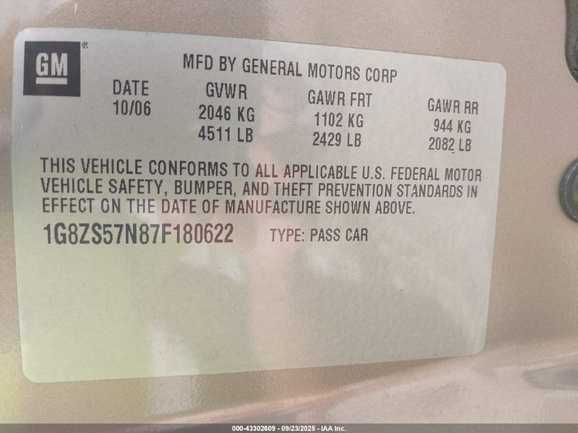 GM®
MFD BY GENERAL MOTORS CORP
DATE GVWR GAWR FRT GAWR RR
10/06 2046 KG 1102 KG 944 KG
4511 LB 2429 LB 2082 LB
THIS VEHICLE CONFORMS TO ALL APPLICABLE U.S. FEDERAL MOTOR
VEHICLE SAFETY, BUMPER, AND THEFT PREVENTION STANDARDS IN
EFFECT ON THE DATE OF MANUFACTURE SHOWN ABOVE.
1G8ZS57N87F180622 TYPE: PASS CAR
000-43302609 - 09/23/2025 - IAA Inc.